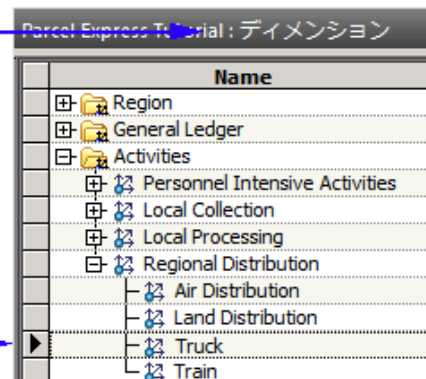 Parcel Express Tutorial : ディメンション
Name
Region
General Ledger
Activities
Personnel Intensive Activities
Local Collection
Local Processing
Regional Distribution
Air Distribution
Land Distribution
Truck
Train